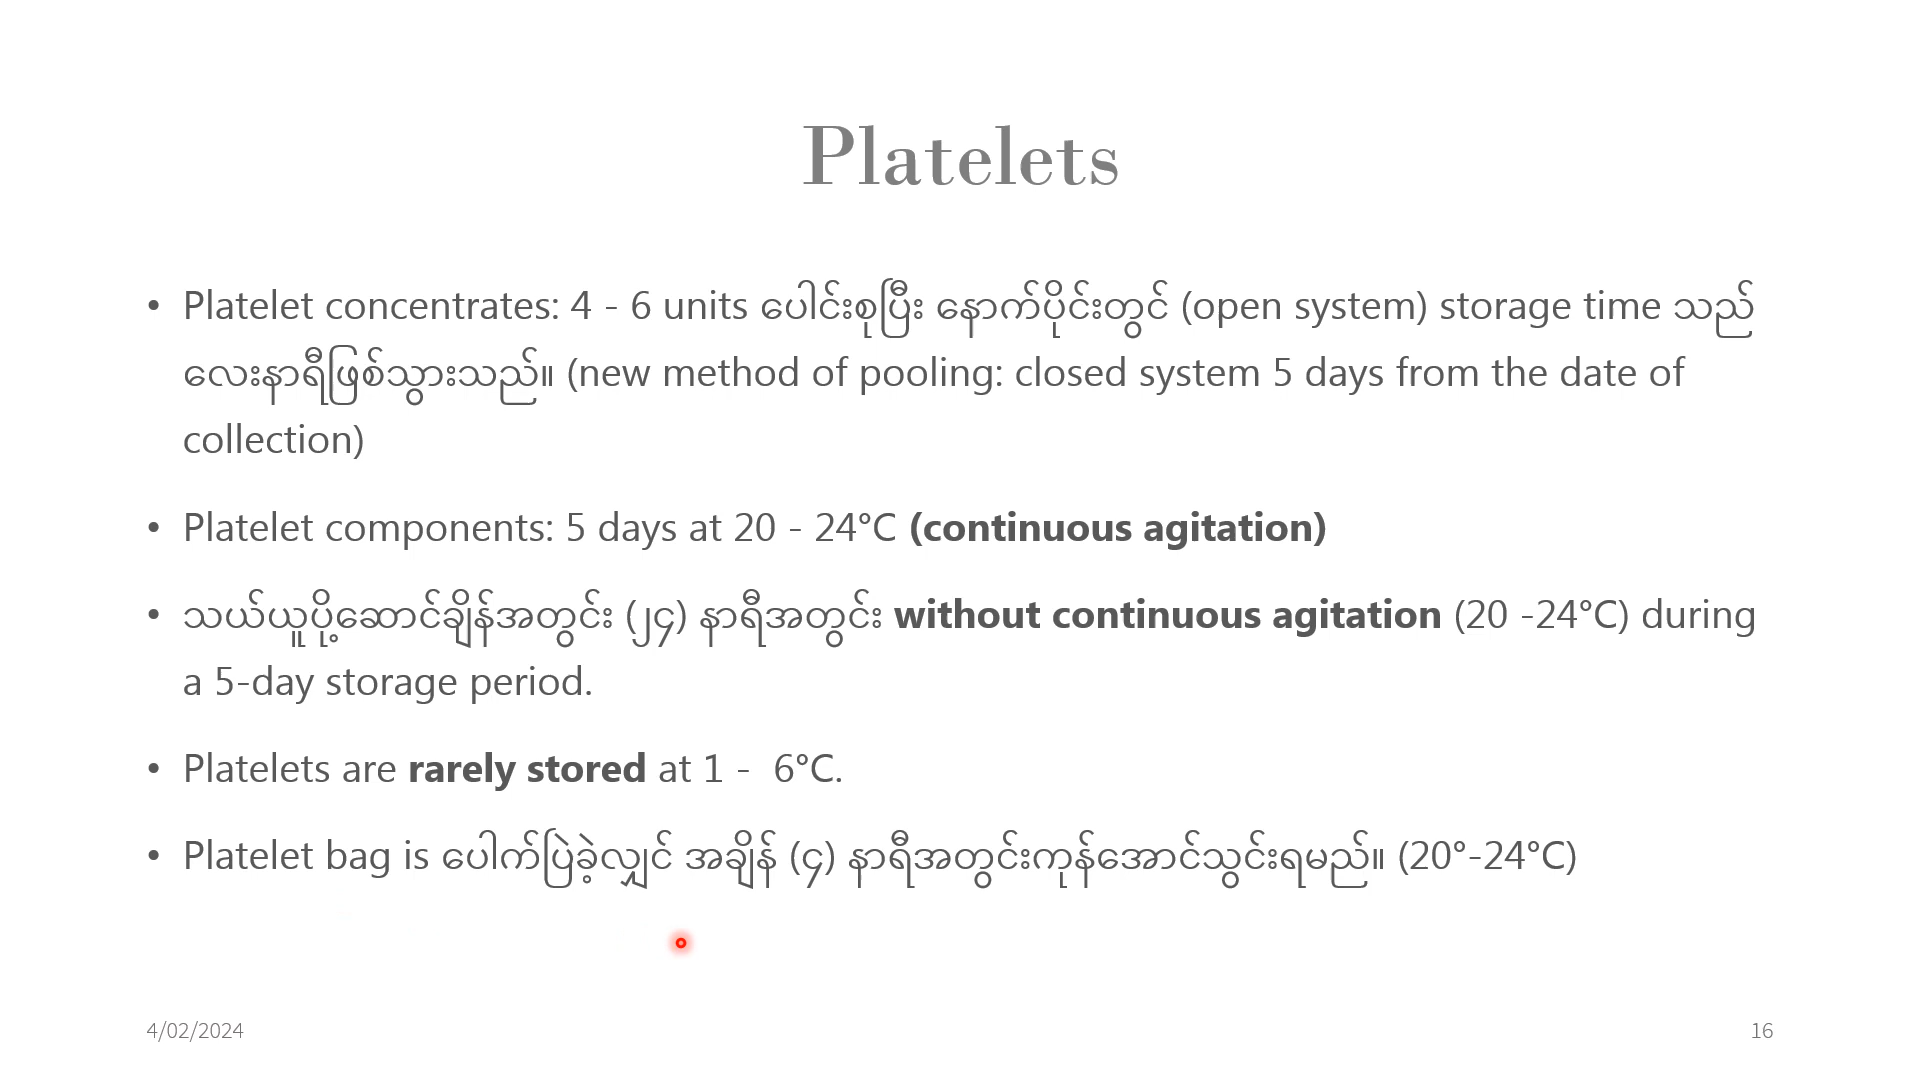 Platelets
• Platelet concentrates: 4 - 6 units ပေါင်းစုပြီး နောက်ပိုင်းတွင် (open system) storage time သည်
လေးနာရီဖြစ်သွားသည်။ (new method of pooling: closed system 5 days from the date of
collection)
• Platelet components: 5 days at 20 - 24°C (continuous agitation)
• သယ်ယူပို့ဆောင်ချိန်အတွင်း (၂၄) နာရီအတွင်း without continuous agitation (20 -24°C) during
a 5-day storage period.
• Platelets are rarely stored at 1 -  6°C.
• Platelet bag is ပေါက်ပြဲခဲ့လျှင် အချိန် (၄) နာရီအတွင်းကုန်အောင်သွင်းရမည်။ (20°-24°C)
4/02/2024
16